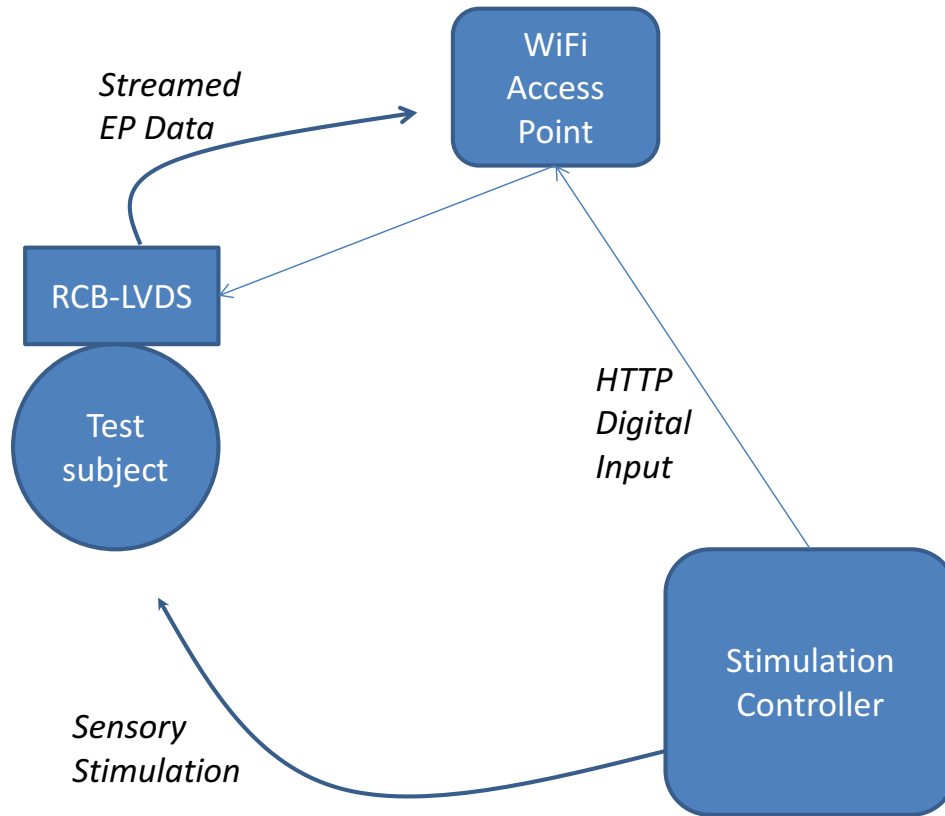 WiFi
Access
Point
Streamed
EP Data
RCB-LVDS
Test
subject
HTTP
Digital
Input
Stimulation
Controller
Sensory
Stimulation